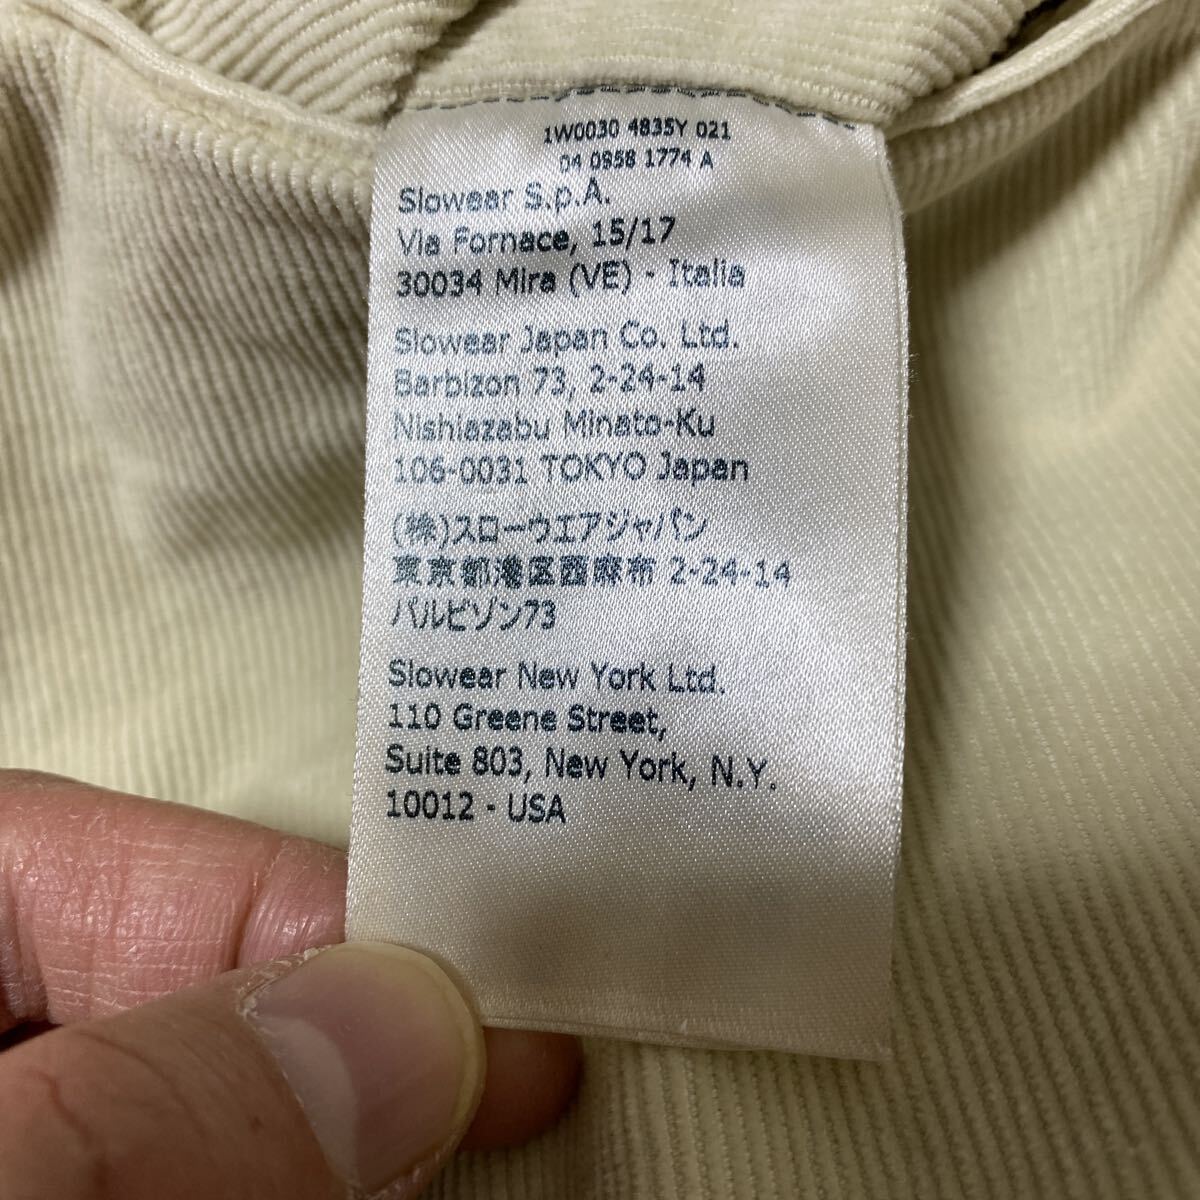 1W0030 4835Y 021
04 0958 1774 A
Slowear S.p.A.
Via Fornace, 15/17
30034 Mira (VE) - Italia
Slowear Japan Co. Ltd.
Barbizon 73, 2-24-14
Nishiazabu Minato-Ku
106-0031 TOKYO Japan
(株)スローウエアジャパン
東京都港区西麻布 2-24-14
バルビゾン73
Slowear New York Ltd.
110 Greene Street,
Suite 803, New York, N.Y.
10012 - USA